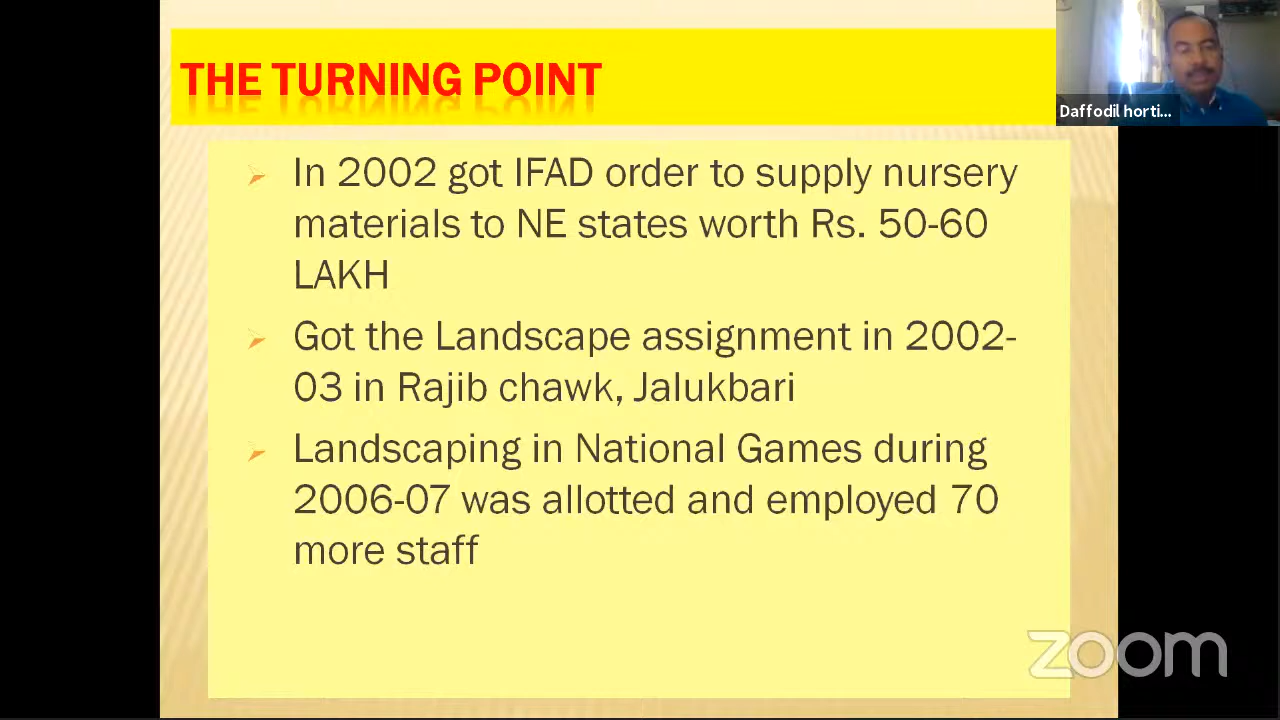 THE TURNING POINT
Daffodil horti...
In 2002 got IFAD order to supply nursery
materials to NE states worth Rs. 50-60
LAKH
Got the Landscape assignment in 2002-
03 in Rajib chawk, Jalukbari
Landscaping in National Games during
2006-07 was allotted and employed 70
more staff
zoom